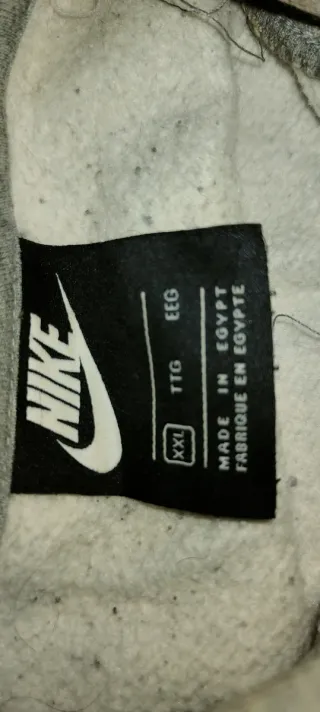 NIKE
XXL TTG EEG
MADE IN EGYPT
FABRIQUE EN EGYPTE